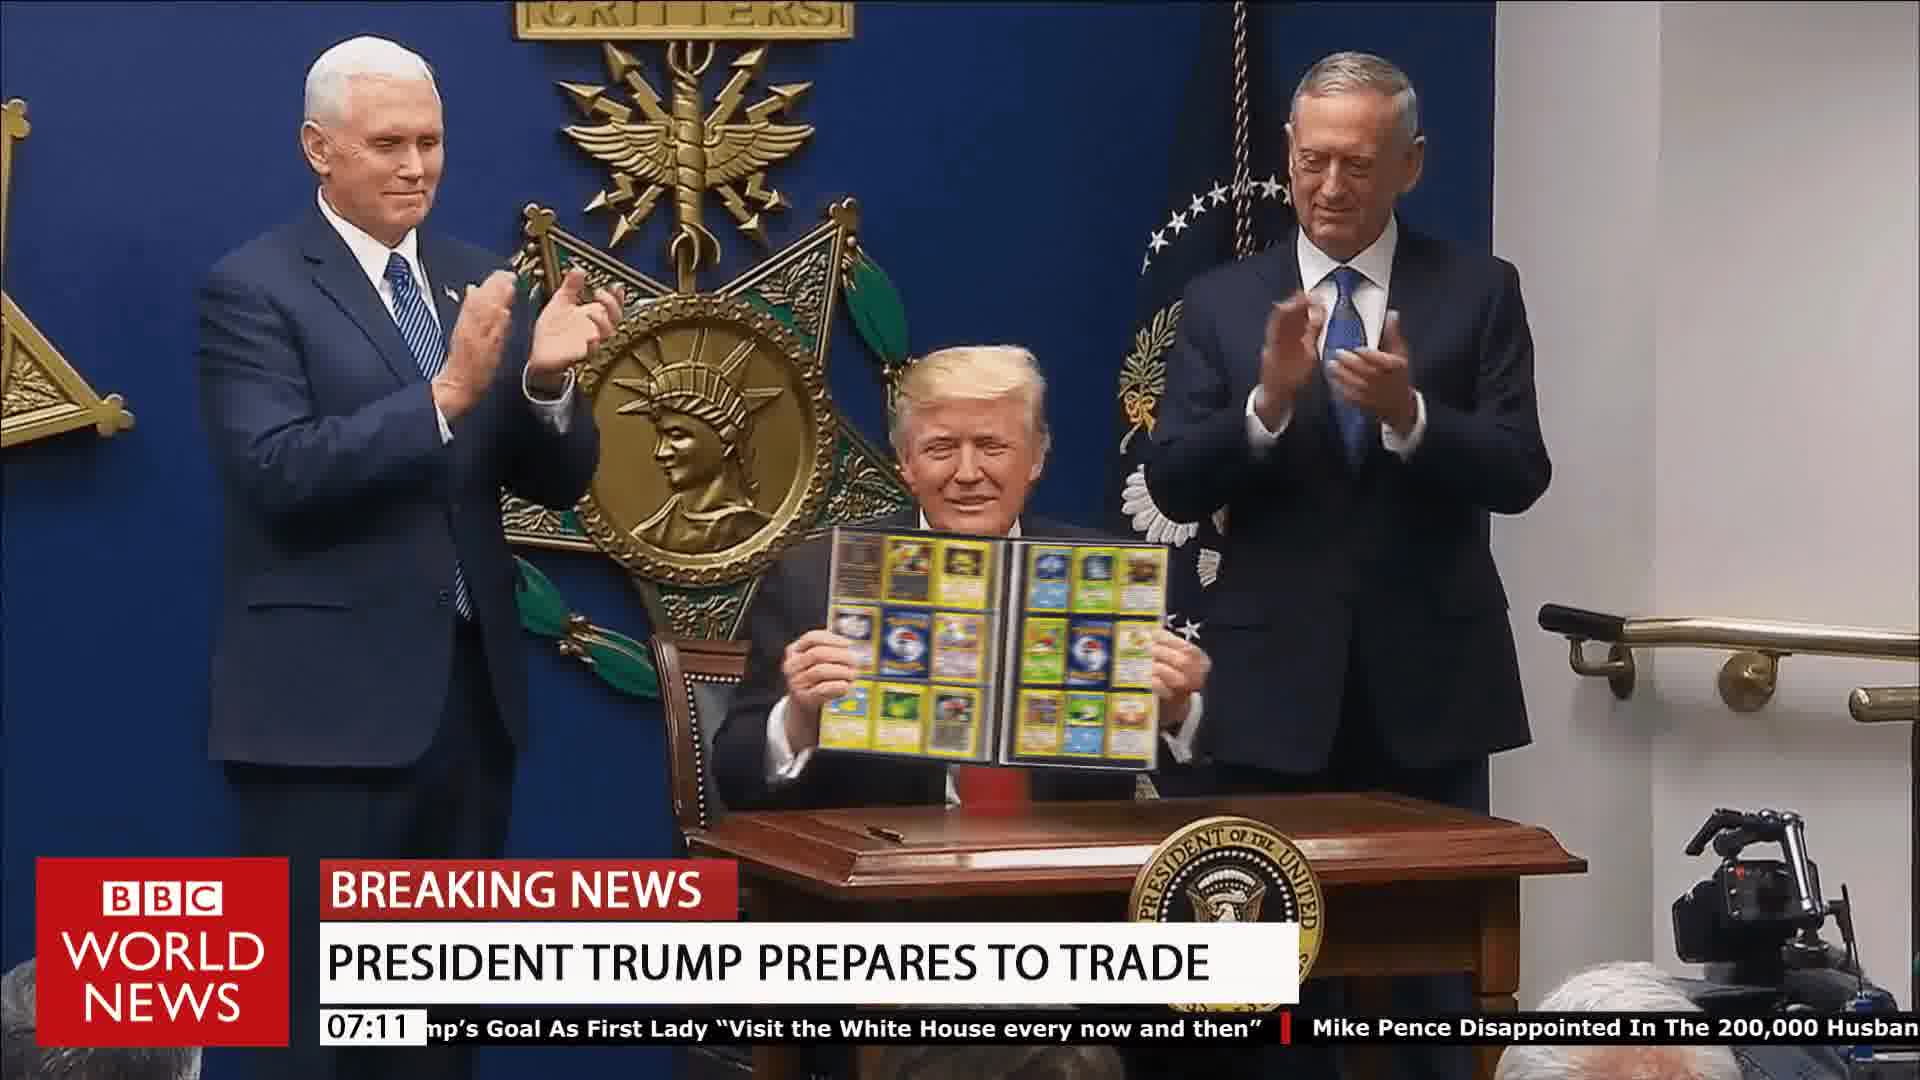 CRITTERS
PRESIDENT OF THE UNITED
BBC
WORLD
NEWS
BREAKING NEWS
PRESIDENT TRUMP PREPARES TO TRADE
07:11 mp’s Goal As First Lady “Visit the White House every now and then” Mike Pence Disappointed In The 200,000 Husban